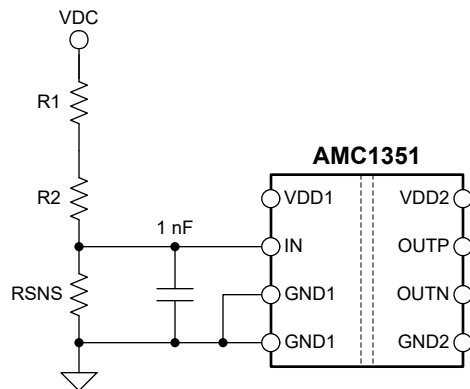 VDC
R1
R2
RSNS
1 nF
AMC1351
VDD1
IN
GND1
GND1
VDD2
OUTP
OUTN
GND2